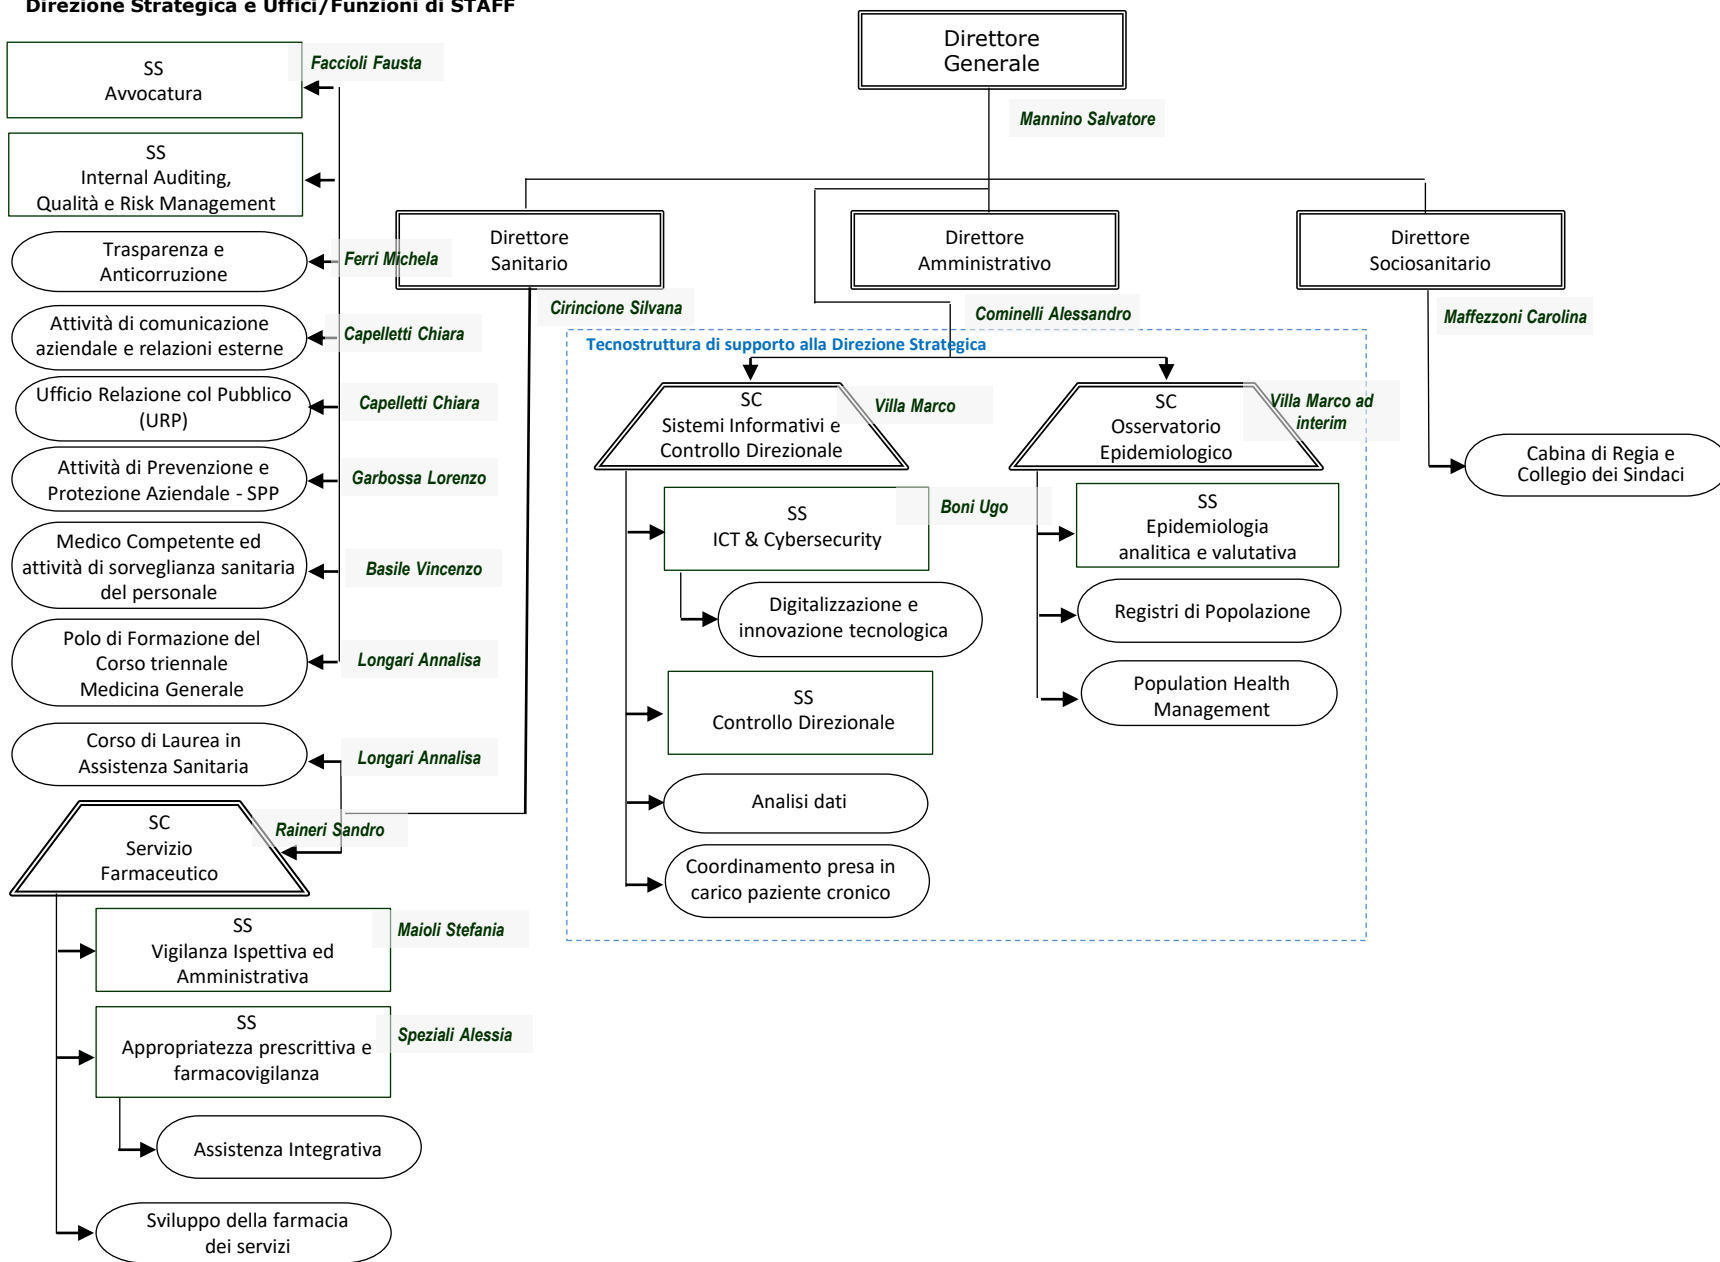 Direzione Strategica e Uffici/Funzioni di STAFF
Direttore
Generale
Mannino Salvatore
SS
Avvocatura
Faccioli Fausta
SS
Internal Auditing,
Qualità e Risk Management
Trasparenza e
Anticorruzione
Ferri Michela
Attività di comunicazione
aziendale e relazioni esterne
Capelletti Chiara
Ufficio Relazione col Pubblico
(URP)
Capelletti Chiara
Attività di Prevenzione e
Protezione Aziendale - SPP
Garbossa Lorenzo
Medico Competente ed
attività di sorveglianza sanitaria
del personale
Basile Vincenzo
Polo di Formazione del
Corso triennale
Medicina Generale
Longari Annalisa
Corso di Laurea in
Assistenza Sanitaria
Longari Annalisa
SC
Servizio
Farmaceutico
Raineri Sandro
SS
Vigilanza Ispettiva ed
Amministrativa
Maioli Stefania
SS
Appropriatezza prescrittiva e
farmacovigilanza
Speziali Alessia
Assistenza Integrativa
Sviluppo della farmacia
dei servizi
Direttore
Sanitario
Cirincione Silvana
Direttore
Amministrativo
Cominelli Alessandro
Direttore
Sociosanitario
Maffezzoni Carolina
Tecnostruttura di supporto alla Direzione Strategica
SC
Sistemi Informativi e
Controllo Direzionale
Villa Marco
SS
ICT & Cybersecurity
Boni Ugo
Digitalizzazione e
innovazione tecnologica
SS
Controllo Direzionale
Analisi dati
Coordinamento presa in
carico paziente cronico
SC
Osservatorio
Epidemiologico
Villa Marco ad
interim
SS
Epidemiologia
analitica e valutativa
Registri di Popolazione
Population Health
Management
Cabina di Regia e
Collegio dei Sindaci